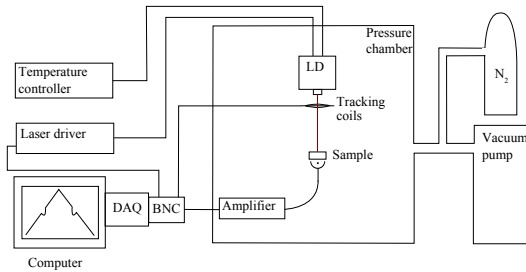 Pressure
chamber
LD
N2
Temperature
controller
Tracking
coils
Laser driver
Vacuum
pump
Sample
DAQ
BNC
Amplifier
Computer